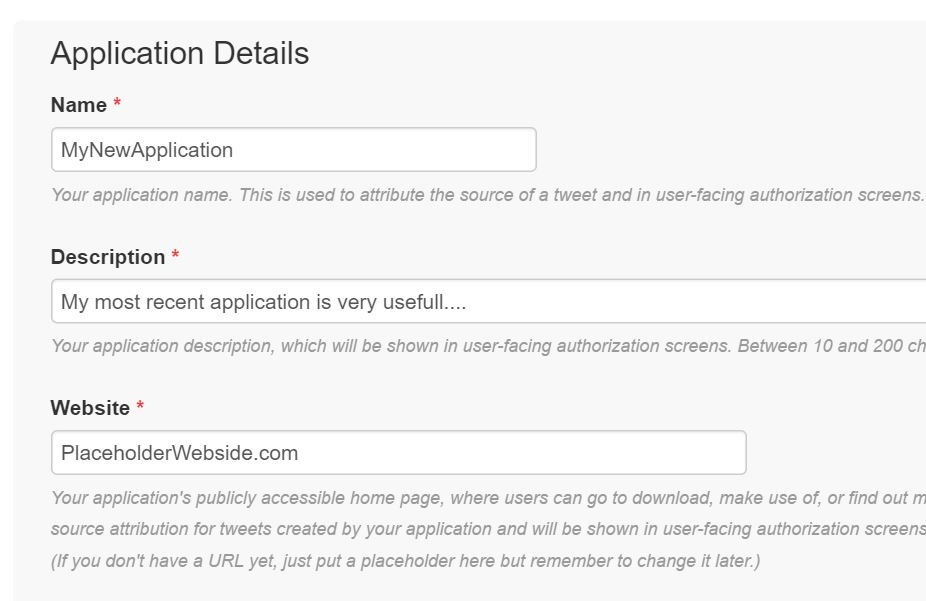 Application Details
Name *
MyNewApplication
Your application name. This is used to attribute the source of a tweet and in user-facing authorization screens.
Description *
My most recent application is very usefull....
Your application description, which will be shown in user-facing authorization screens. Between 10 and 200 ch
Website *
PlaceholderWebside.com
Your application's publicly accessible home page, where users can go to download, make use of, or find out m
source attribution for tweets created by your application and will be shown in user-facing authorization screens
(If you don't have a URL yet, just put a placeholder here but remember to change it later.)